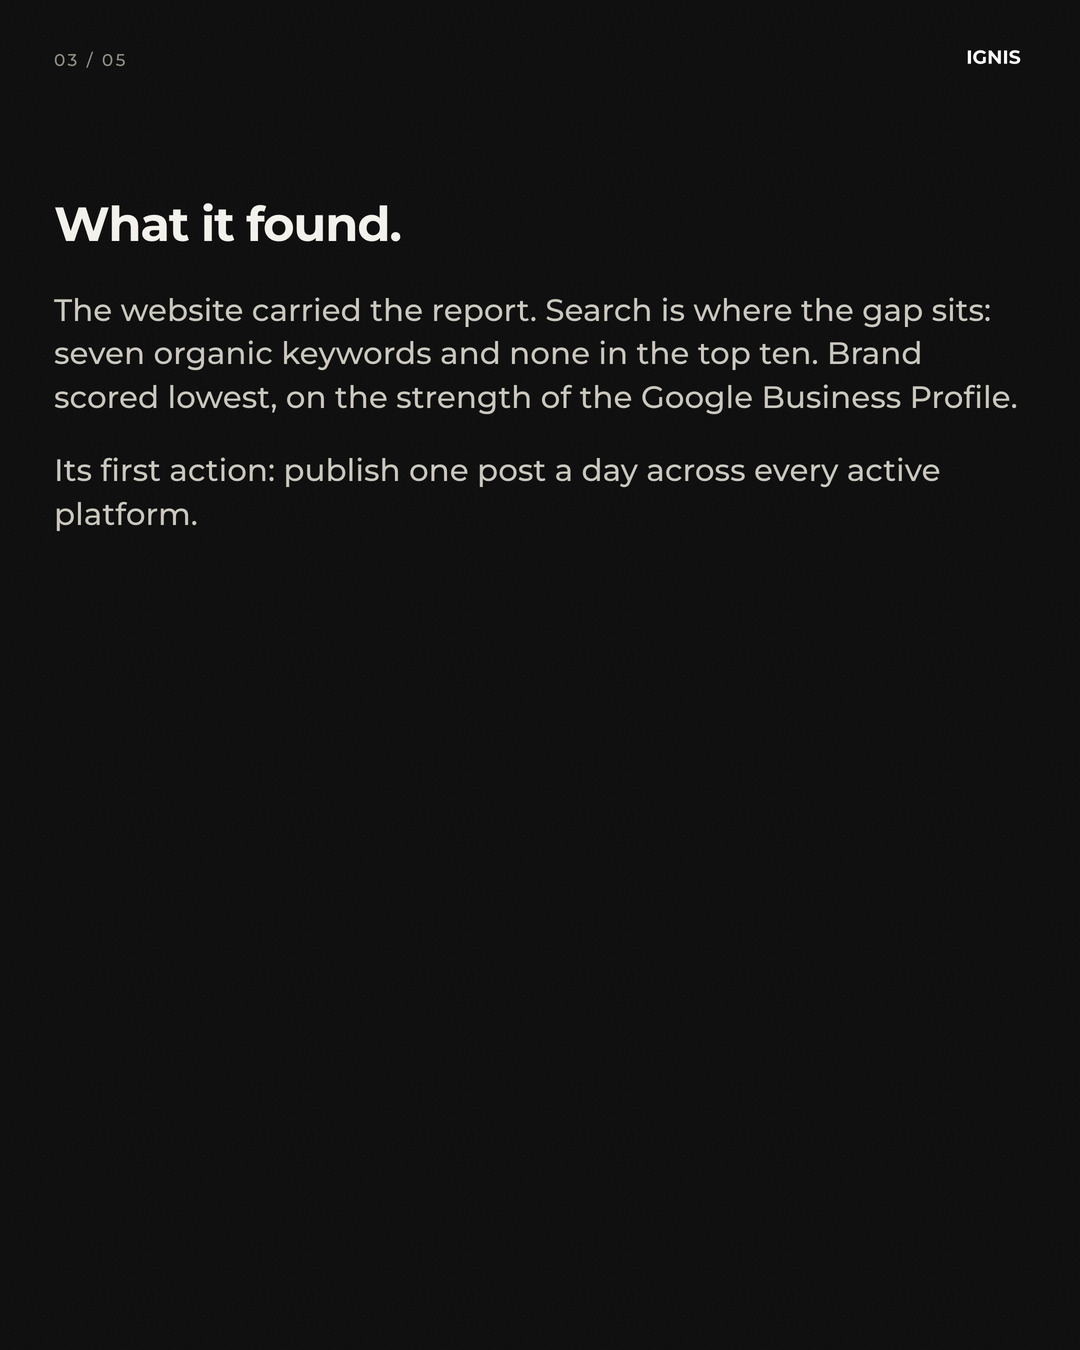 03 / 05
IGNIS
What it found.
The website carried the report. Search is where the gap sits:
seven organic keywords and none in the top ten. Brand
scored lowest, on the strength of the Google Business Profile.
Its first action: publish one post a day across every active
platform.